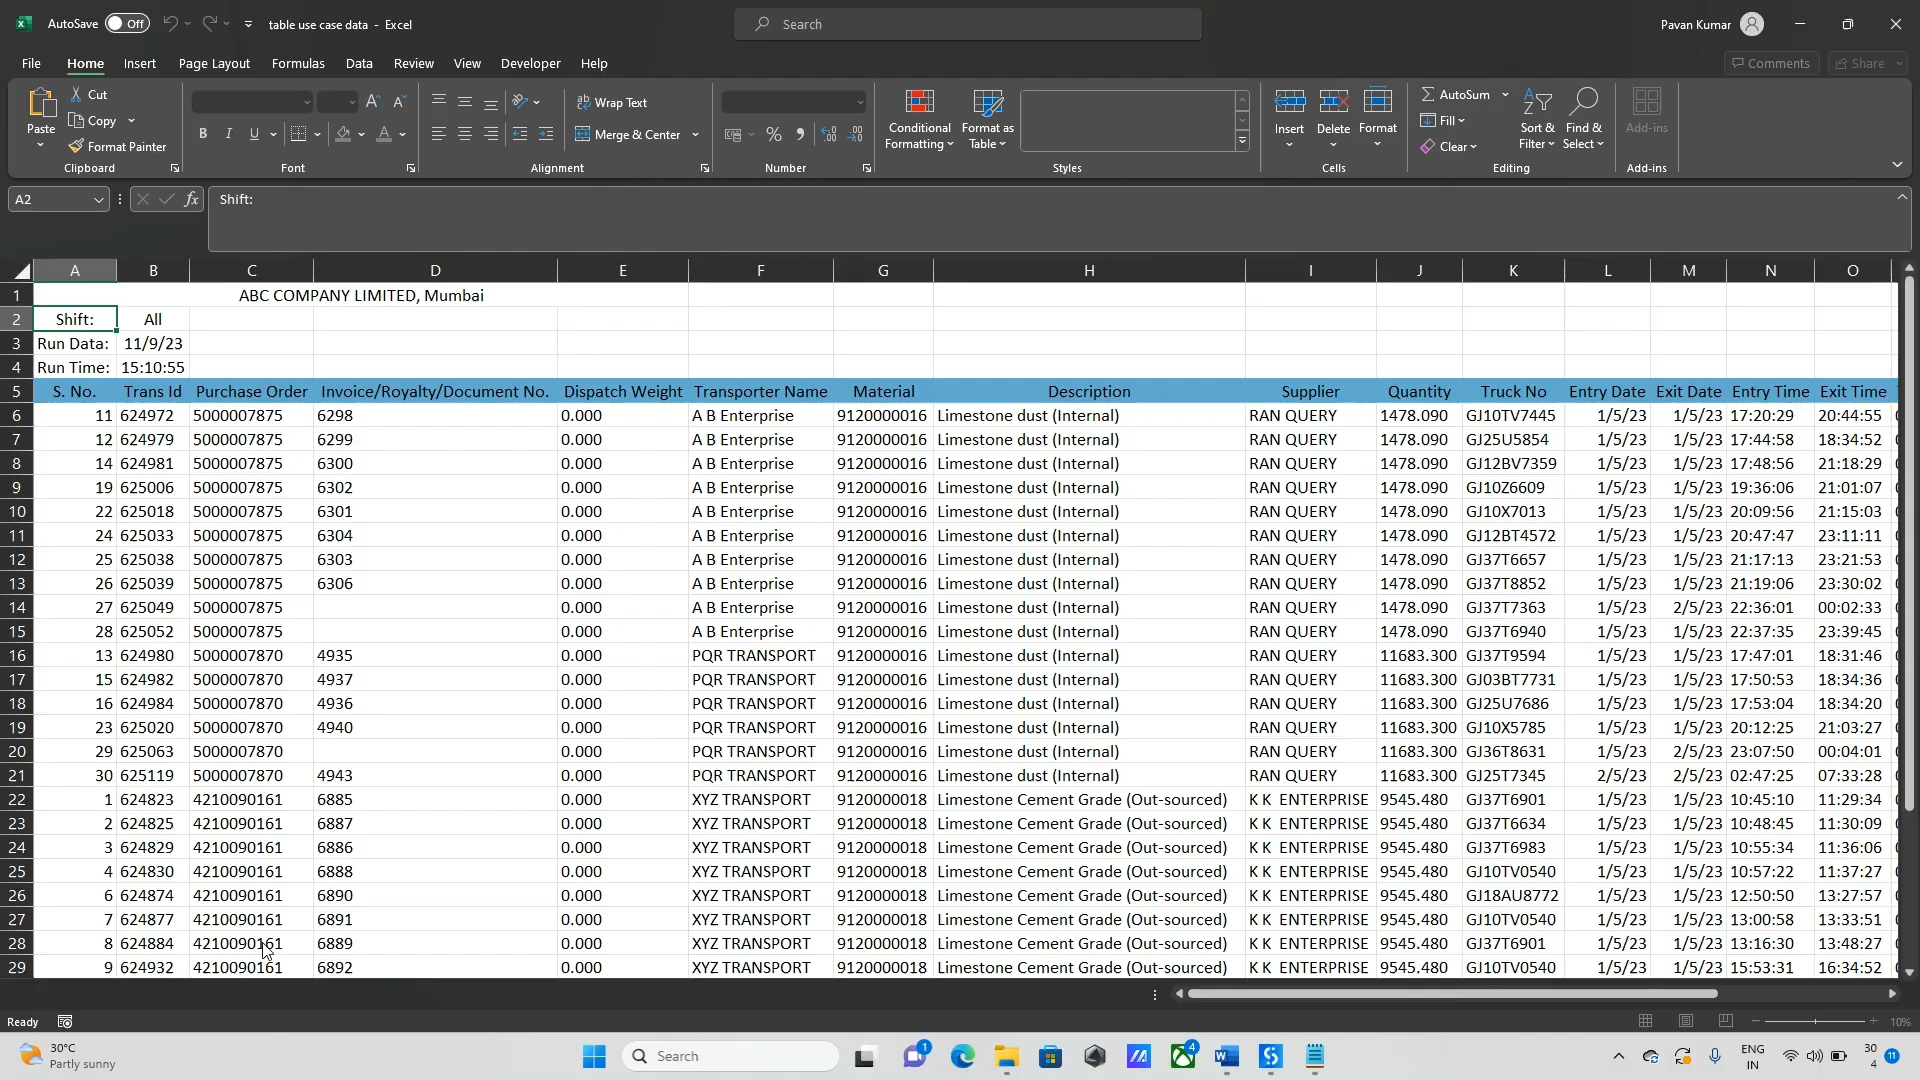 AutoSave Off table use case data - Excel Search Pavan Kumar
File Home Insert Page Layout Formulas Data Review View Developer Help Comments Share
Paste Cut Copy Format Painter Clipboard
B I U Font
Wrap Text Merge & Center Alignment
% , Number
Conditional Formatting Format as Table Styles
Insert Delete Format Cells
AutoSum Fill Clear Sort & Filter Find & Select Editing
Add-ins Add-ins
A2 fx Shift:
A B C D E F G H I J K L M N O
1 ABC COMPANY LIMITED, Mumbai
2 Shift: All
3 Run Data: 11/9/23
4 Run Time: 15:10:55
5 S. No. Trans Id Purchase Order Invoice/Royalty/Document No. Dispatch Weight Transporter Name Material Description Supplier Quantity Truck No Entry Date Exit Date Entry Time Exit Time
6 11 624972 5000007875 6298 0.000 A B Enterprise 9120000016 Limestone dust (Internal) RAN QUERY 1478.090 GJ10TV7445 1/5/23 1/5/23 17:20:29 20:44:55
7 12 624979 5000007875 6299 0.000 A B Enterprise 9120000016 Limestone dust (Internal) RAN QUERY 1478.090 GJ25U5854 1/5/23 1/5/23 17:44:58 18:34:52
8 14 624981 5000007875 6300 0.000 A B Enterprise 9120000016 Limestone dust (Internal) RAN QUERY 1478.090 GJ12BV7359 1/5/23 1/5/23 17:48:56 21:18:29
9 19 625006 5000007875 6302 0.000 A B Enterprise 9120000016 Limestone dust (Internal) RAN QUERY 1478.090 GJ10Z6609 1/5/23 1/5/23 19:36:06 21:01:07
10 22 625018 5000007875 6301 0.000 A B Enterprise 9120000016 Limestone dust (Internal) RAN QUERY 1478.090 GJ10X7013 1/5/23 1/5/23 20:09:56 21:15:03
11 24 625033 5000007875 6304 0.000 A B Enterprise 9120000016 Limestone dust (Internal) RAN QUERY 1478.090 GJ12BT4572 1/5/23 1/5/23 20:47:47 23:11:11
12 25 625038 5000007875 6303 0.000 A B Enterprise 9120000016 Limestone dust (Internal) RAN QUERY 1478.090 GJ37T6657 1/5/23 1/5/23 21:17:13 23:21:53
13 26 625039 5000007875 6306 0.000 A B Enterprise 9120000016 Limestone dust (Internal) RAN QUERY 1478.090 GJ37T8852 1/5/23 1/5/23 21:19:06 23:30:02
14 27 625049 5000007875 0.000 A B Enterprise 9120000016 Limestone dust (Internal) RAN QUERY 1478.090 GJ37T7363 1/5/23 2/5/23 22:36:01 00:02:33
15 28 625052 5000007875 0.000 A B Enterprise 9120000016 Limestone dust (Internal) RAN QUERY 1478.090 GJ37T6940 1/5/23 1/5/23 22:37:35 23:39:45
16 13 624980 5000007870 4935 0.000 PQR TRANSPORT 9120000016 Limestone dust (Internal) RAN QUERY 11683.300 GJ37T9594 1/5/23 1/5/23 17:47:01 18:31:46
17 15 624982 5000007870 4937 0.000 PQR TRANSPORT 9120000016 Limestone dust (Internal) RAN QUERY 11683.300 GJ03BT7731 1/5/23 1/5/23 17:50:53 18:34:36
18 16 624984 5000007870 4936 0.000 PQR TRANSPORT 9120000016 Limestone dust (Internal) RAN QUERY 11683.300 GJ25U7686 1/5/23 1/5/23 17:53:04 18:34:20
19 23 625020 5000007870 4940 0.000 PQR TRANSPORT 9120000016 Limestone dust (Internal) RAN QUERY 11683.300 GJ10X5785 1/5/23 1/5/23 20:12:25 21:03:27
20 29 625063 5000007870 0.000 PQR TRANSPORT 9120000016 Limestone dust (Internal) RAN QUERY 11683.300 GJ36T8631 1/5/23 2/5/23 23:07:50 00:04:01
21 30 625119 5000007870 4943 0.000 PQR TRANSPORT 9120000016 Limestone dust (Internal) RAN QUERY 11683.300 GJ25T7345 2/5/23 2/5/23 02:47:25 07:33:28
22 1 624823 4210090161 6885 0.000 XYZ TRANSPORT 9120000018 Limestone Cement Grade (Out-sourced) K K ENTERPRISE 9545.480 GJ37T6901 1/5/23 1/5/23 10:45:10 11:29:34
23 2 624825 4210090161 6887 0.000 XYZ TRANSPORT 9120000018 Limestone Cement Grade (Out-sourced) K K ENTERPRISE 9545.480 GJ37T6634 1/5/23 1/5/23 10:48:45 11:30:09
24 3 624829 4210090161 6886 0.000 XYZ TRANSPORT 9120000018 Limestone Cement Grade (Out-sourced) K K ENTERPRISE 9545.480 GJ37T6983 1/5/23 1/5/23 10:55:34 11:36:06
25 4 624830 4210090161 6888 0.000 XYZ TRANSPORT 9120000018 Limestone Cement Grade (Out-sourced) K K ENTERPRISE 9545.480 GJ10TV0540 1/5/23 1/5/23 10:57:22 11:37:27
26 6 624874 4210090161 6890 0.000 XYZ TRANSPORT 9120000018 Limestone Cement Grade (Out-sourced) K K ENTERPRISE 9545.480 GJ18AU8772 1/5/23 1/5/23 12:50:50 13:27:57
27 7 624877 4210090161 6891 0.000 XYZ TRANSPORT 9120000018 Limestone Cement Grade (Out-sourced) K K ENTERPRISE 9545.480 GJ10TV0540 1/5/23 1/5/23 13:00:58 13:33:51
28 8 624884 4210090161 6889 0.000 XYZ TRANSPORT 9120000018 Limestone Cement Grade (Out-sourced) K K ENTERPRISE 9545.480 GJ37T6901 1/5/23 1/5/23 13:16:30 13:48:27
29 9 624932 4210090161 6892 0.000 XYZ TRANSPORT 9120000018 Limestone Cement Grade (Out-sourced) K K ENTERPRISE 9545.480 GJ10TV0540 1/5/23 1/5/23 15:53:31 16:34:52
Ready 10%
30°C
Partly sunny
Search 1 4
ENG
IN
30
4
11